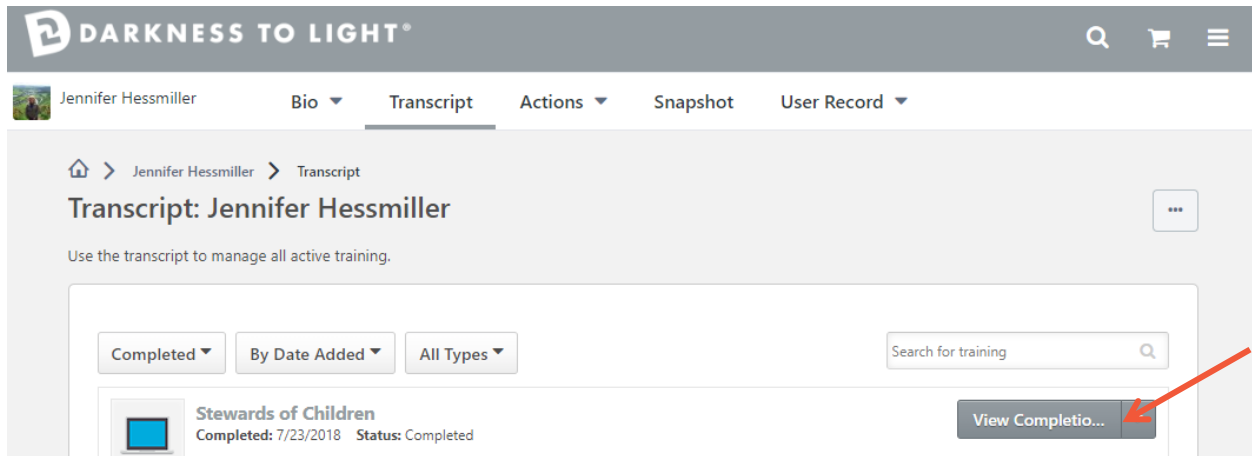 DARKNESS TO LIGHT®
Jennifer Hessmiller Bio Transcript Actions Snapshot User Record
Jennifer Hessmiller Transcript
Transcript: Jennifer Hessmiller
Use the transcript to manage all active training.
Completed By Date Added All Types Search for training
Stewards of Children
Completed: 7/23/2018 Status: Completed
View Completio...